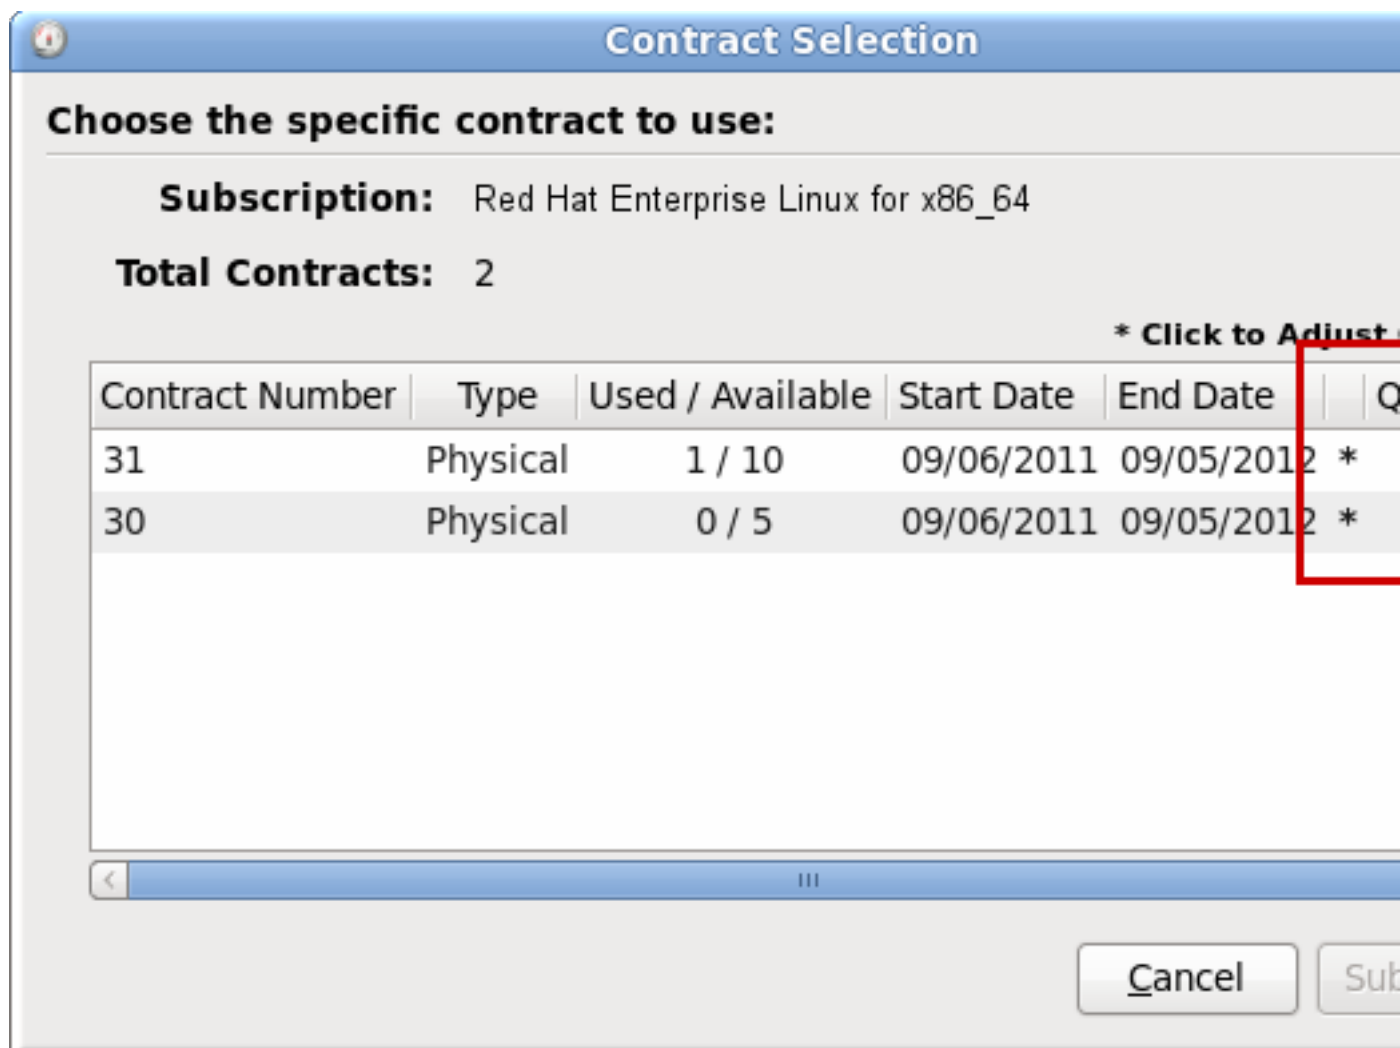 Contract Selection
Choose the specific contract to use:
Subscription: Red Hat Enterprise Linux for x86_64
Total Contracts: 2
* Click to Adjust
Contract Number Type Used / Available Start Date End Date Q
31 Physical 1 / 10 09/06/2011 09/05/2012 *
30 Physical 0 / 5 09/06/2011 09/05/2012 *
Cancel Sub